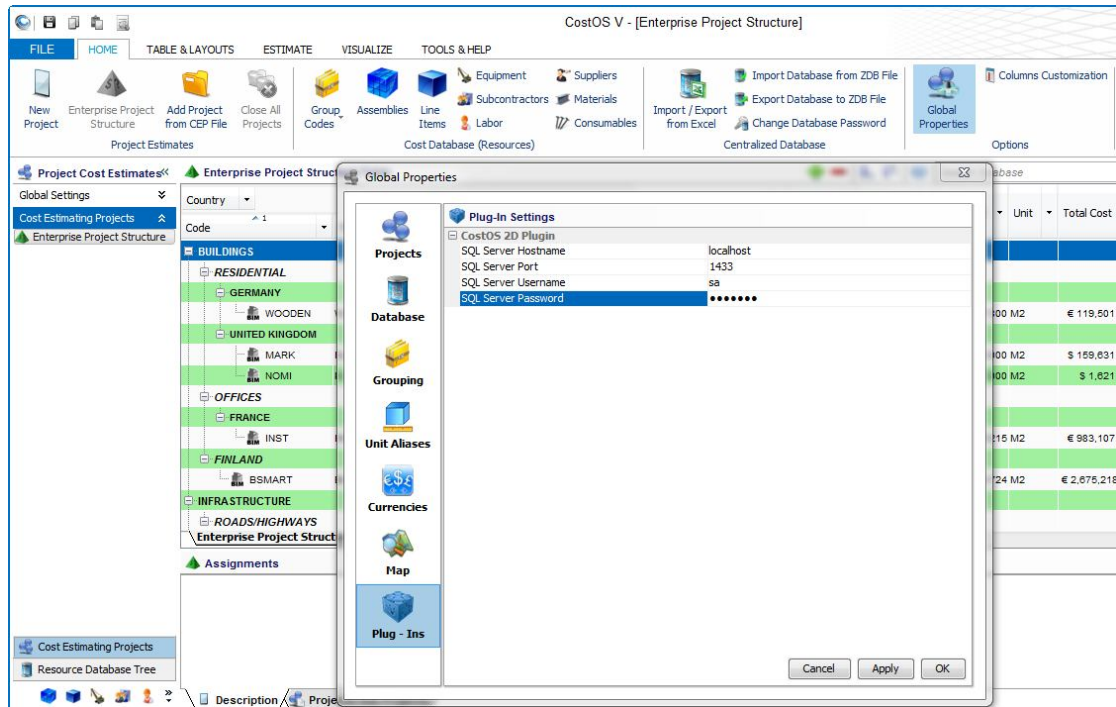 CostOS V - [Enterprise Project Structure]
FILE HOME TABLE & LAYOUTS ESTIMATE VISUALIZE TOOLS & HELP
New Project
Enterprise Project Structure
Add Project from CEP File
Close All Projects
Group Codes
Assemblies
Line Items
Equipment
Subcontractors
Labor
Suppliers
Materials
Consumables
Import / Export from Excel
Import Database from ZDB File
Export Database to ZDB File
Change Database Password
Global Properties
Columns Customization
Project Estimates
Cost Database (Resources)
Centralized Database
Options
Project Cost Estimates
Global Settings
Cost Estimating Projects
Enterprise Project Structure
Enterprise Project
Country
Code
1
Unit
Total Cost
BUILDINGS
RESIDENTIAL
GERMANY
WOODEN
M2 € 119,501
UNITED KINGDOM
MARK
M2 $ 159,631
NOMI
M2 $ 1,621
OFFICES
FRANCE
INST
M2 € 983,107
FINLAND
BSMART
M2 € 2,675,218
INFRASTRUCTURE
ROADS/HIGHWAYS
Enterprise Project
Assignments
Cost Estimating Projects
Resource Database Tree
Description
Global Properties
Projects
Database
Grouping
Unit Aliases
Currencies
Map
Plug - Ins
Plug-In Settings
CostOS 2D Plugin
SQL Server Hostname localhost
SQL Server Port 1433
SQL Server Username sa
SQL Server Password •••••••
Cancel Apply OK